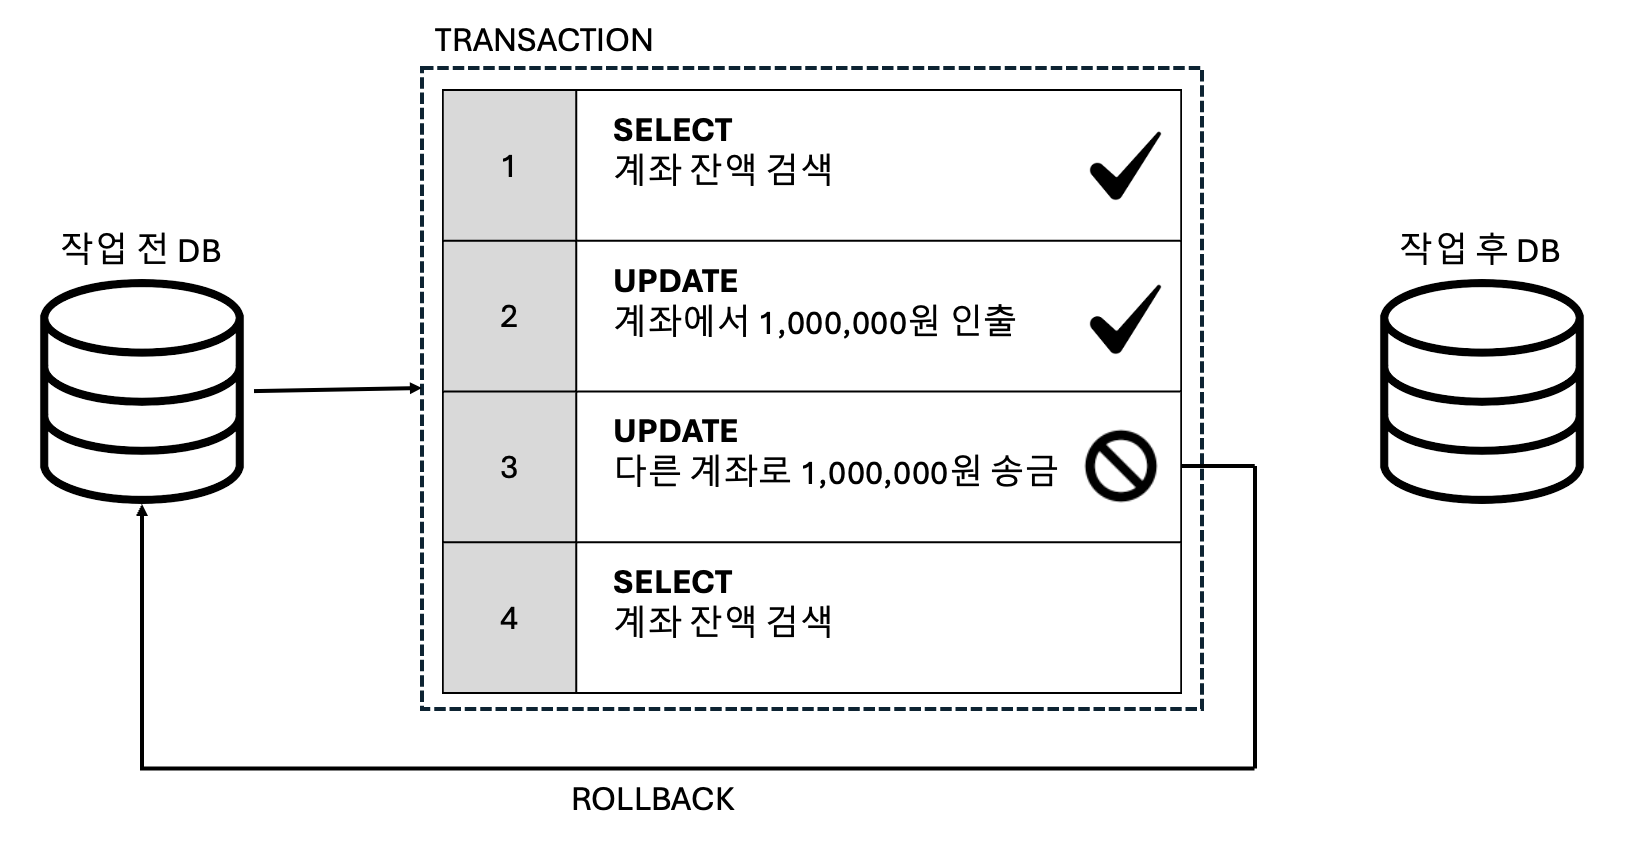 TRANSACTION
작업 전 DB
1
SELECT
계좌 잔액 검색
2
UPDATE
계좌에서 1,000,000원 인출
3
UPDATE
다른 계좌로 1,000,000원 송금
4
SELECT
계좌 잔액 검색
작업 후 DB
ROLLBACK